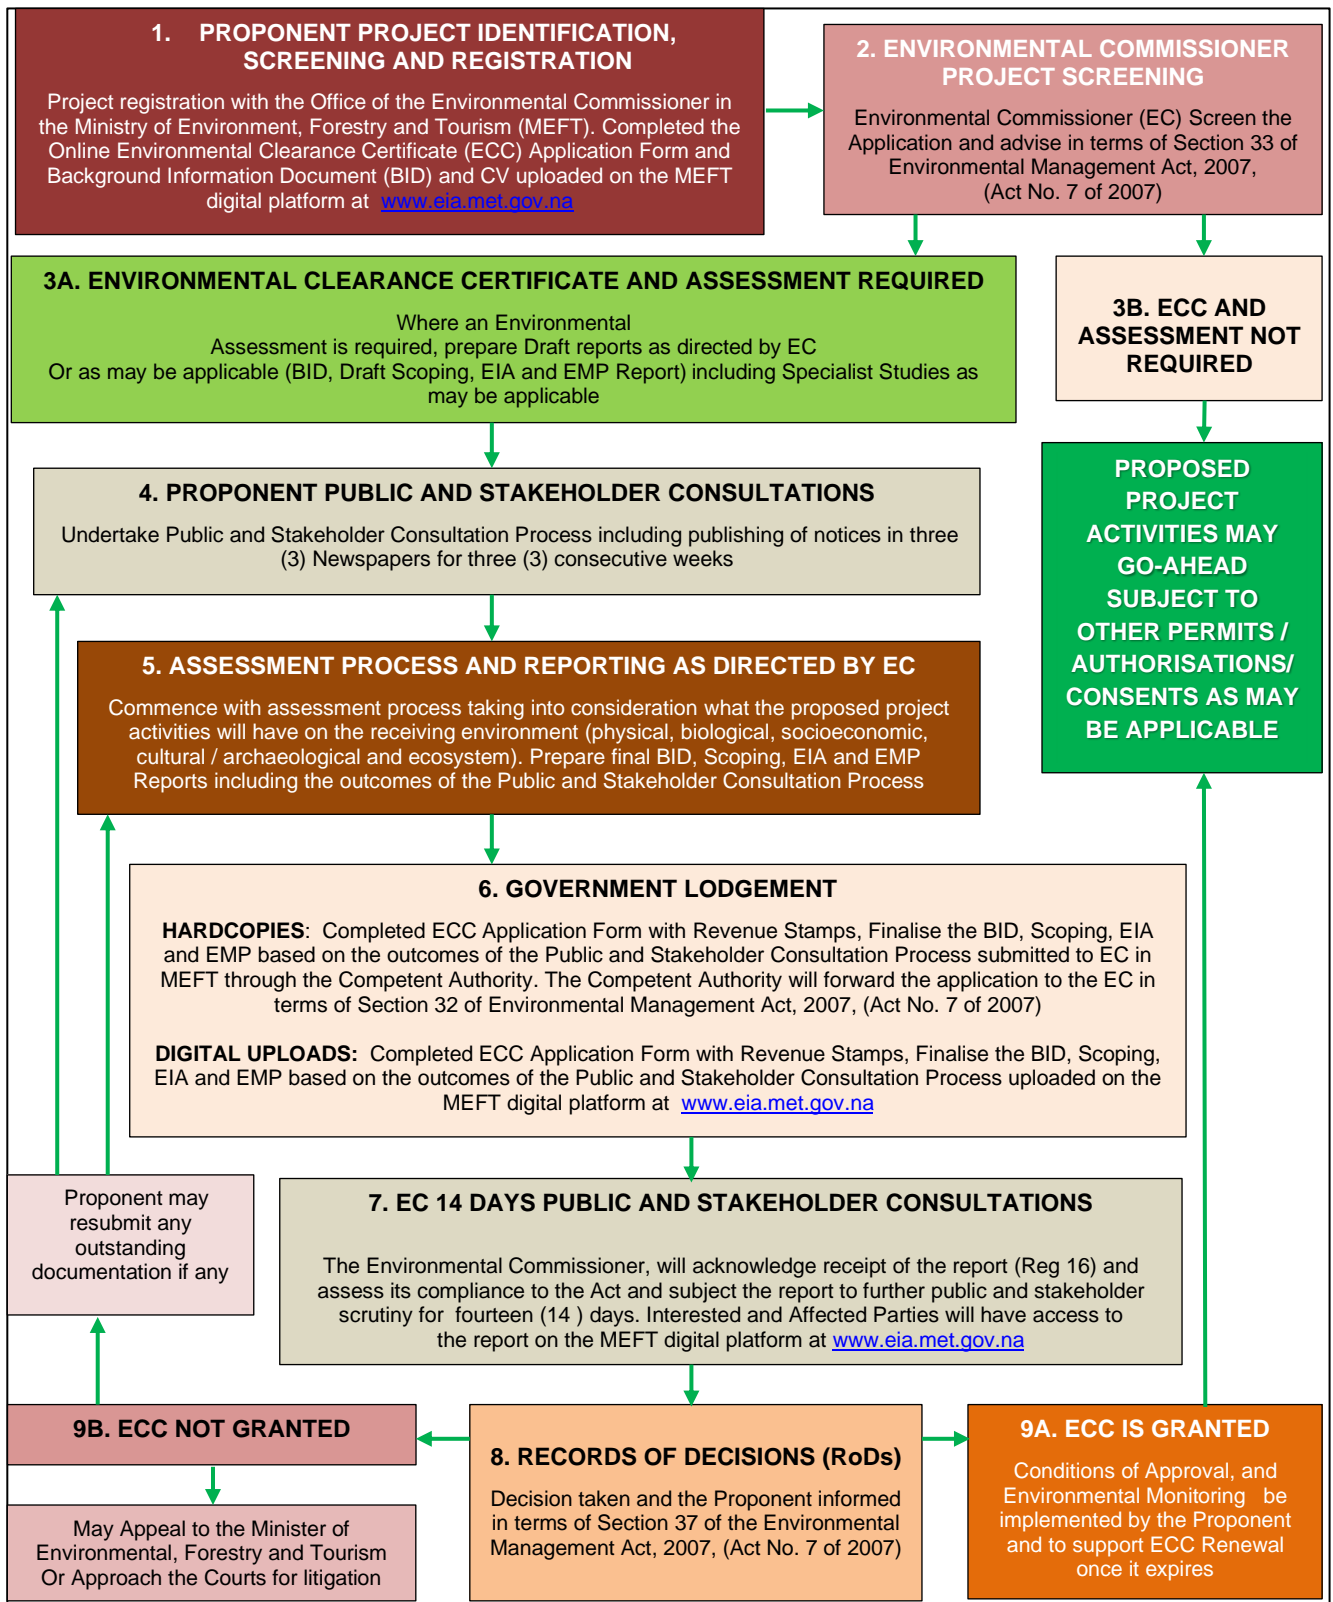 1. PROPONENT PROJECT IDENTIFICATION,
SCREENING AND REGISTRATION
Project registration with the Office of the Environmental Commissioner in
the Ministry of Environment, Forestry and Tourism (MEFT). Completed the
Online Environmental Clearance Certificate (ECC) Application Form and
Background Information Document (BID) and CV uploaded on the MEFT
digital platform at www.eia.met.gov.na
2. ENVIRONMENTAL COMMISSIONER
PROJECT SCREENING
Environmental Commissioner (EC) Screen the
Application and advise in terms of Section 33 of
Environmental Management Act, 2007,
(Act No. 7 of 2007)
3A. ENVIRONMENTAL CLEARANCE CERTIFICATE AND ASSESSMENT REQUIRED
Where an Environmental
Assessment is required, prepare Draft reports as directed by EC
Or as may be applicable (BID, Draft Scoping, EIA and EMP Report) including Specialist Studies as
may be applicable
3B. ECC AND
ASSESSMENT NOT
REQUIRED
4. PROPONENT PUBLIC AND STAKEHOLDER CONSULTATIONS
Undertake Public and Stakeholder Consultation Process including publishing of notices in three
(3) Newspapers for three (3) consecutive weeks
PROPOSED
PROJECT
ACTIVITIES MAY
GO-AHEAD
SUBJECT TO
OTHER PERMITS /
AUTHORISATIONS/
CONSENTS AS MAY
BE APPLICABLE
5. ASSESSMENT PROCESS AND REPORTING AS DIRECTED BY EC
Commence with assessment process taking into consideration what the proposed project
activities will have on the receiving environment (physical, biological, socioeconomic,
cultural / archaeological and ecosystem). Prepare final BID, Scoping, EIA and EMP
Reports including the outcomes of the Public and Stakeholder Consultation Process
6. GOVERNMENT LODGEMENT
HARDCOPIES: Completed ECC Application Form with Revenue Stamps, Finalise the BID, Scoping, EIA
and EMP based on the outcomes of the Public and Stakeholder Consultation Process submitted to EC in
MEFT through the Competent Authority. The Competent Authority will forward the application to the EC in
terms of Section 32 of Environmental Management Act, 2007, (Act No. 7 of 2007)
DIGITAL UPLOADS: Completed ECC Application Form with Revenue Stamps, Finalise the BID, Scoping,
EIA and EMP based on the outcomes of the Public and Stakeholder Consultation Process uploaded on the
MEFT digital platform at www.eia.met.gov.na
Proponent may
resubmit any
outstanding
documentation if any
7. EC 14 DAYS PUBLIC AND STAKEHOLDER CONSULTATIONS
The Environmental Commissioner, will acknowledge receipt of the report (Reg 16) and
assess its compliance to the Act and subject the report to further public and stakeholder
scrutiny for fourteen (14 ) days. Interested and Affected Parties will have access to
the report on the MEFT digital platform at www.eia.met.gov.na
9B. ECC NOT GRANTED
May Appeal to the Minister of
Environmental, Forestry and Tourism
Or Approach the Courts for litigation
8. RECORDS OF DECISIONS (RoDs)
Decision taken and the Proponent informed
in terms of Section 37 of the Environmental
Management Act, 2007, (Act No. 7 of 2007)
9A. ECC IS GRANTED
Conditions of Approval, and
Environmental Monitoring be
implemented by the Proponent
and to support ECC Renewal
once it expires